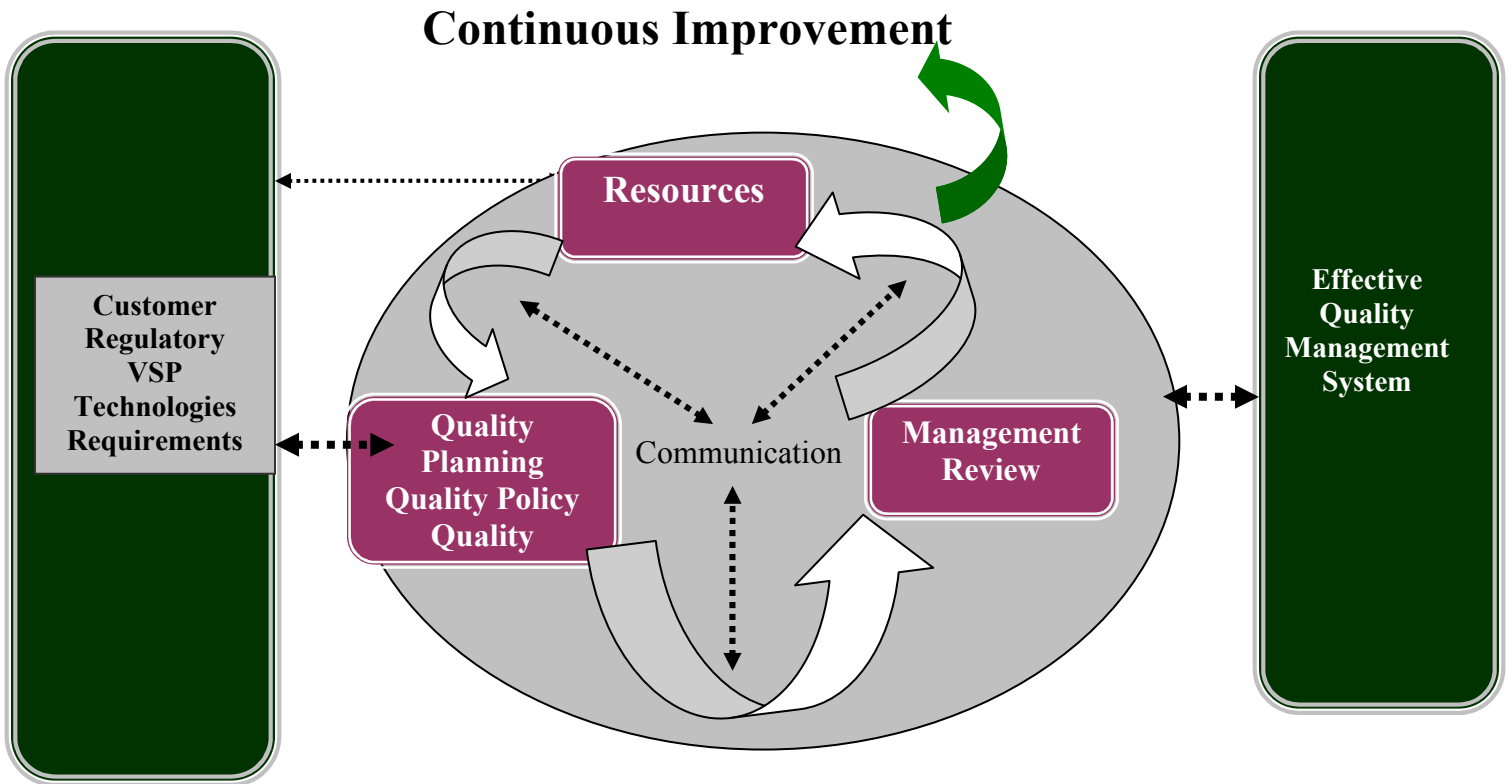 Continuous Improvement
Resources
Customer
Regulatory
VSP
Technologies
Requirements
Quality
Planning
Quality Policy
Quality
Communication
Management
Review
Effective
Quality
Management
System